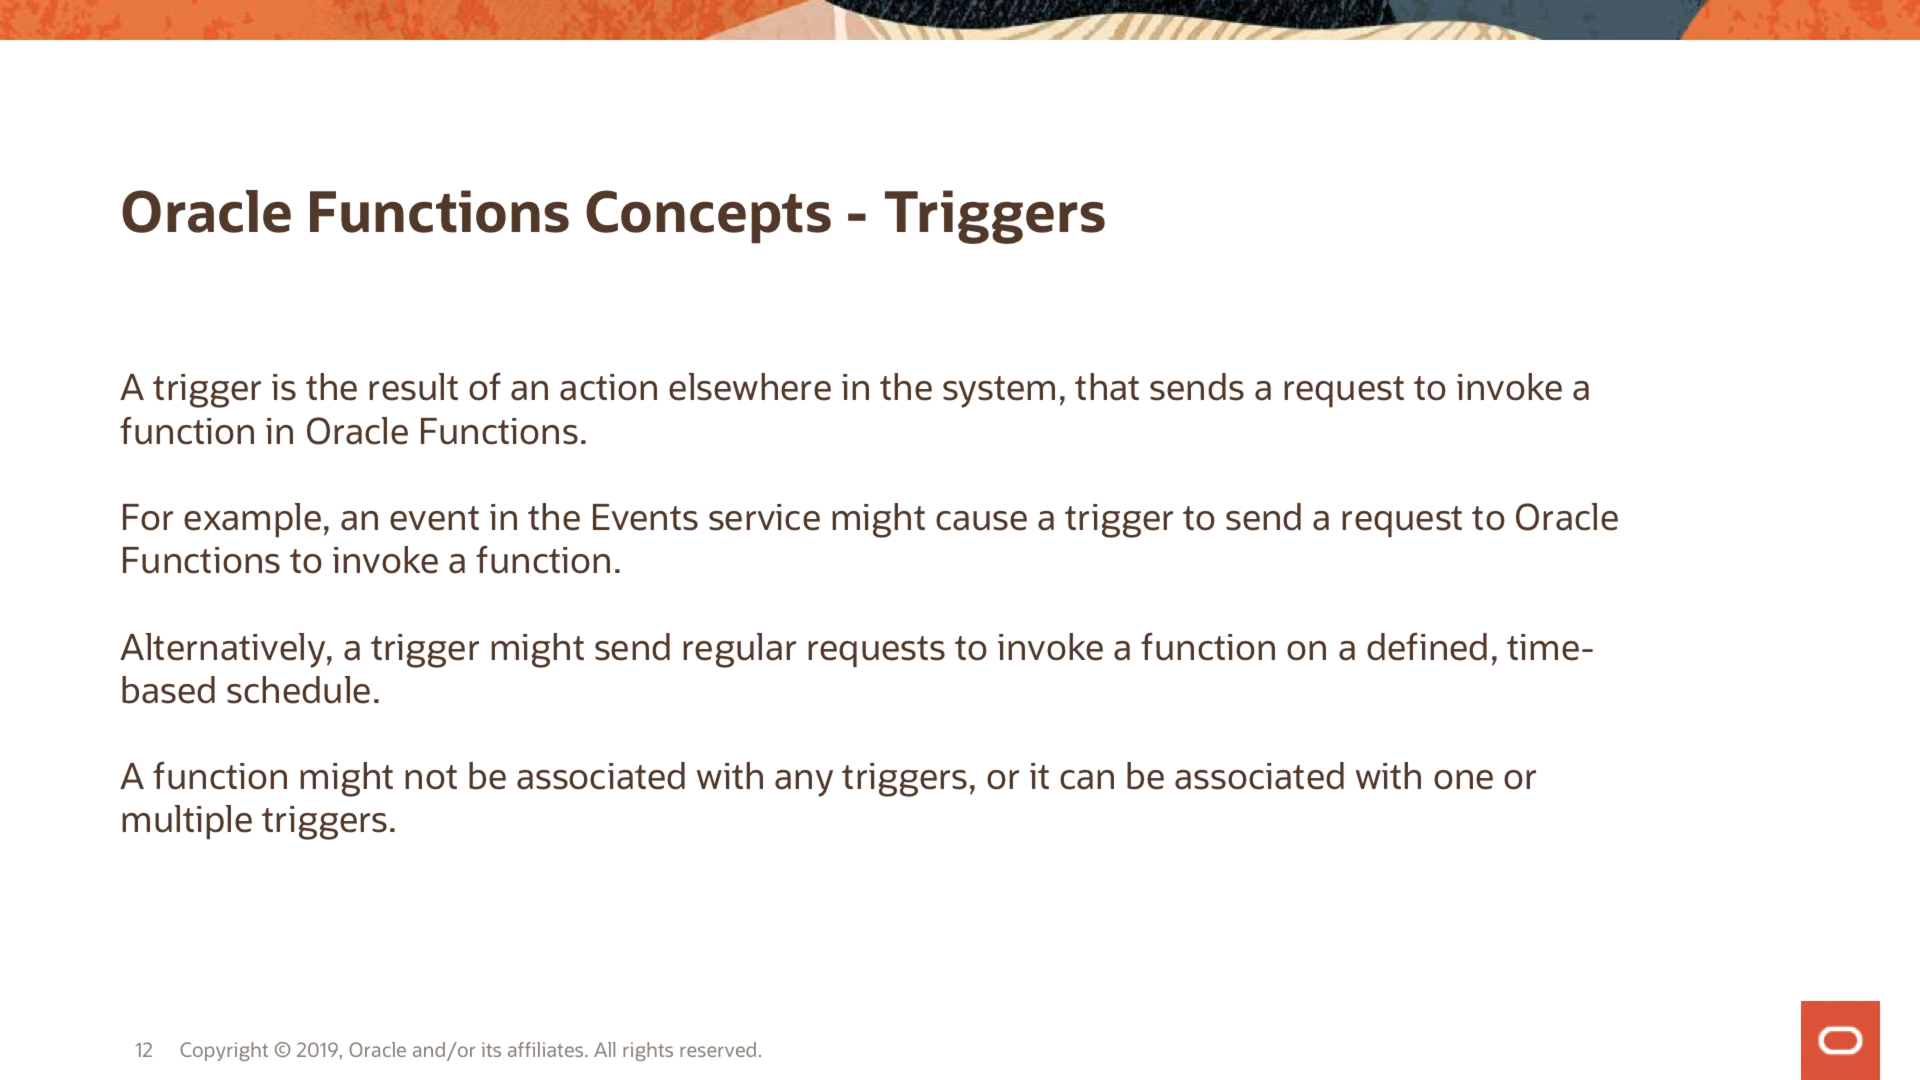 Oracle Functions Concepts - Triggers
A trigger is the result of an action elsewhere in the system, that sends a request to invoke a
function in Oracle Functions.
For example, an event in the Events service might cause a trigger to send a request to Oracle
Functions to invoke a function.
Alternatively, a trigger might send regular requests to invoke a function on a defined, time-
based schedule.
A function might not be associated with any triggers, or it can be associated with one or
multiple triggers.
12 Copyright © 2019, Oracle and/or its affiliates. All rights reserved.